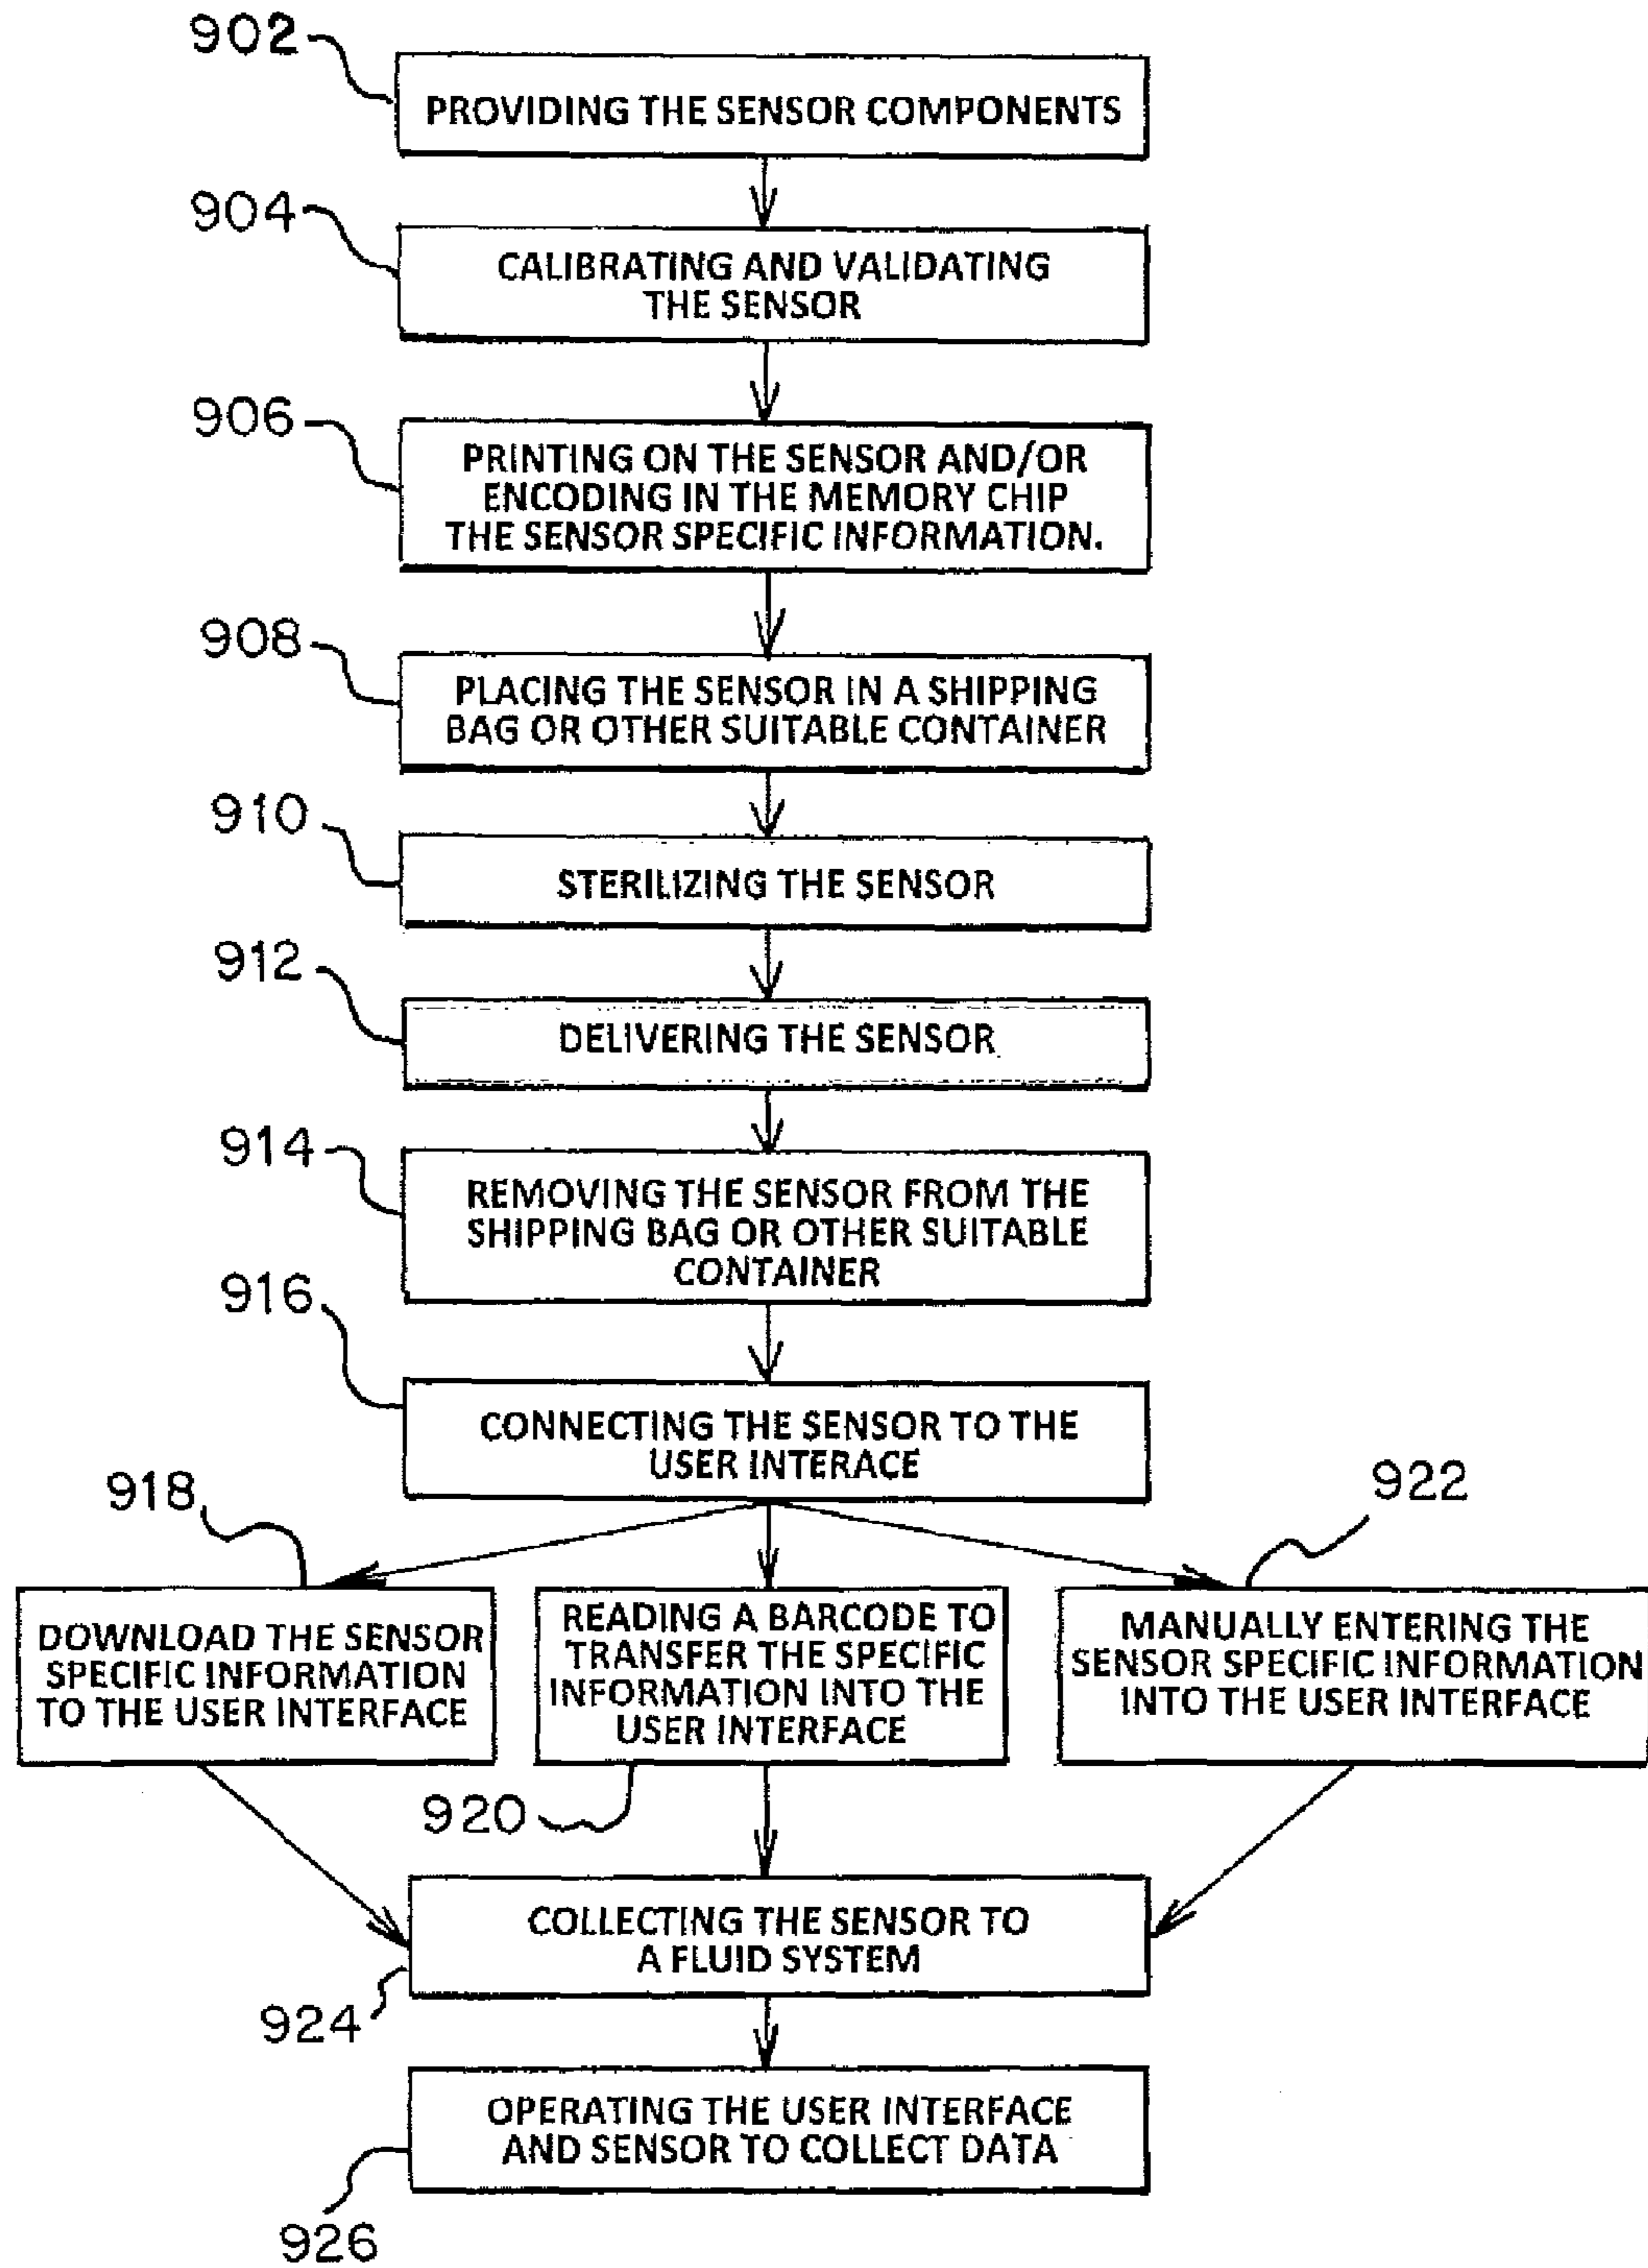 902
PROVIDING THE SENSOR COMPONENTS
904
CALIBRATING AND VALIDATING
THE SENSOR
906
PRINTING ON THE SENSOR AND/OR
ENCODING IN THE MEMORY CHIP
THE SENSOR SPECIFIC INFORMATION.
908
PLACING THE SENSOR IN A SHIPPING
BAG OR OTHER SUITABLE CONTAINER
910
STERILIZING THE SENSOR
912
DELIVERING THE SENSOR
914
REMOVING THE SENSOR FROM THE
SHIPPING BAG OR OTHER SUITABLE
CONTAINER
916
CONNECTING THE SENSOR TO THE
USER INTERACE
918
DOWNLOAD THE SENSOR
SPECIFIC INFORMATION
TO THE USER INTERFACE
READING A BARCODE TO
TRANSFER THE SPECIFIC
INFORMATION INTO THE
USER INTERFACE
920
922
MANUALLY ENTERING THE
SENSOR SPECIFIC INFORMATION
INTO THE USER INTERFACE
COLLECTING THE SENSOR TO
A FLUID SYSTEM
924
OPERATING THE USER INTERFACE
AND SENSOR TO COLLECT DATA
926